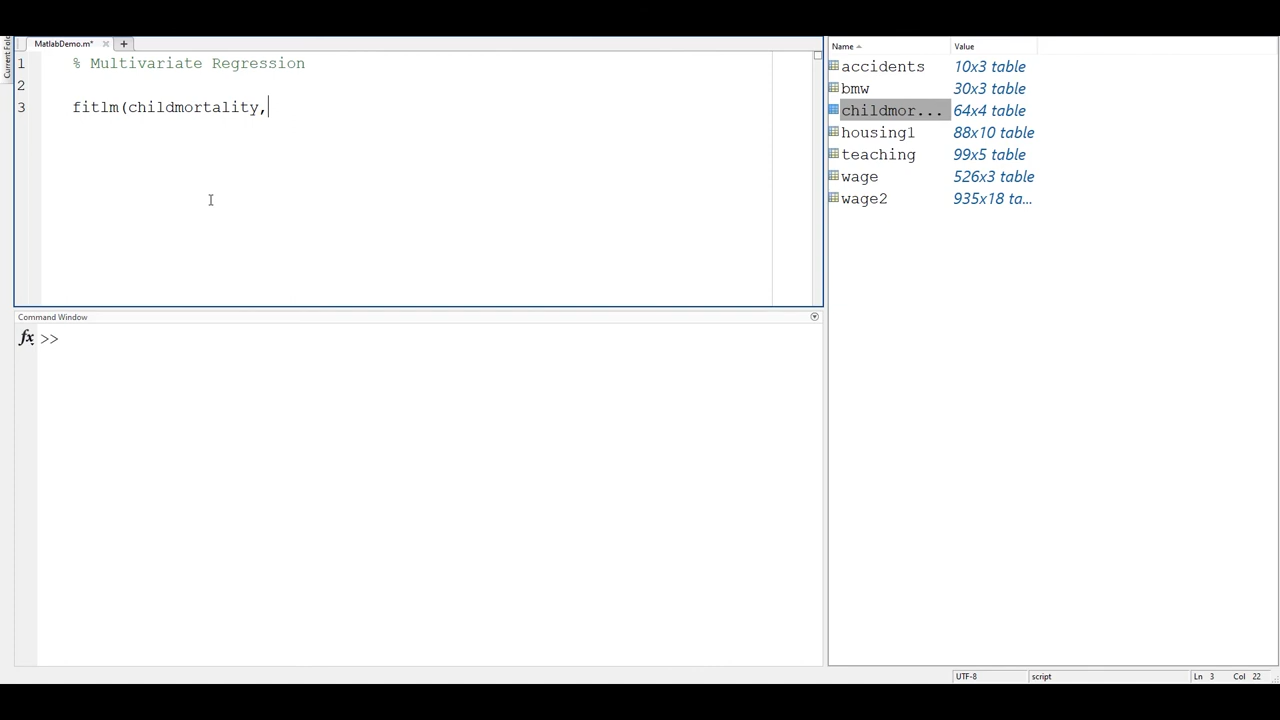 Current Fold
MatlabDemo.m*
1 % Multivariate Regression
2
3 fitlm(childmortality,
Command Window
fx >>
Name Value
accidents 10x3 table
bmw 30x3 table
childmor... 64x4 table
housing1 88x10 table
teaching 99x5 table
wage 526x3 table
wage2 935x18 ta...
UTF-8 script Ln 3 Col 22